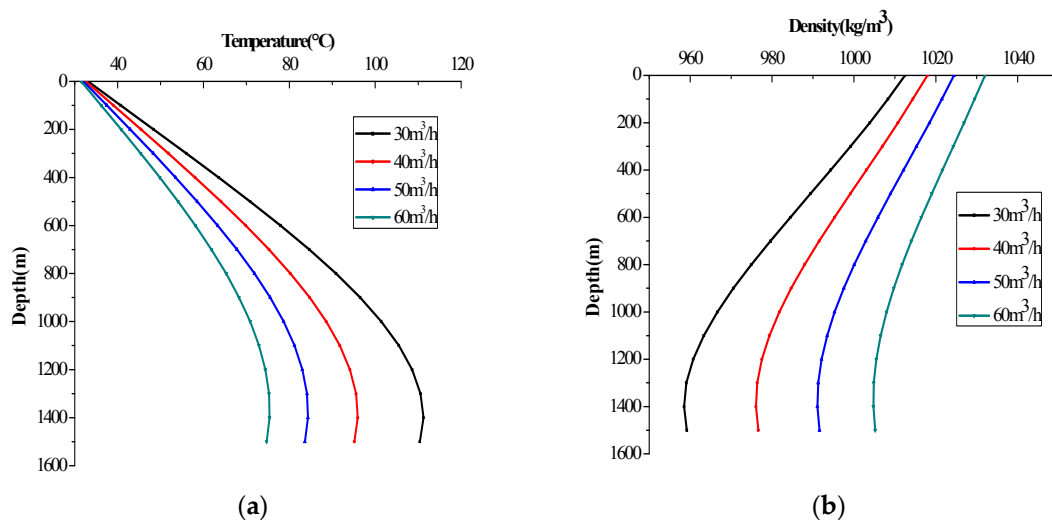 Temperature(°C)
40 60 80 100 120
0
200
400
600
800
1000
1200
1400
1600
Depth(m)
30m³/h
40m³/h
50m³/h
60m³/h
(a)
Density(kg/m³)
960 980 1000 1020 1040
0
200
400
600
800
1000
1200
1400
1600
Depth(m)
30m³/h
40m³/h
50m³/h
60m³/h
(b)